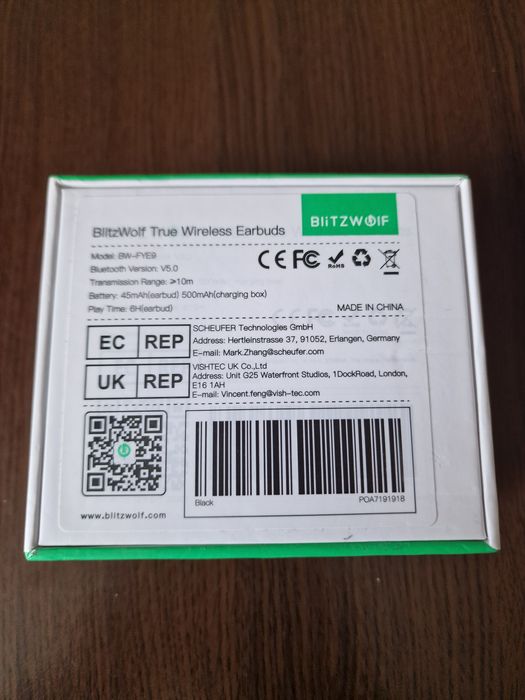 BLITZWOLF
BlitzWolf True Wireless Earbuds
Model: BW-FYE9
Bluetooth Version: V5.0
Transmission Range: ≥10m
Battery: 45mAh(earbud) 500mAh(charging box)
Play Time: 6H(earbud)
CE FC RoHS
MADE IN CHINA
EC REP
SCHEUFER Technologies GmbH
Address: Hertleinstrasse 37, 91052, Erlangen, Germany
E-mail: Mark.Zhang@scheufer.com
UK REP
VISHTEC UK Co.,Ltd
Address: Unit G25 Waterfront Studios, 1DockRoad, London,
E16 1AH
E-mail: Vincent.feng@vish-tec.com
www.blitzwolf.com
Black
POA7191918